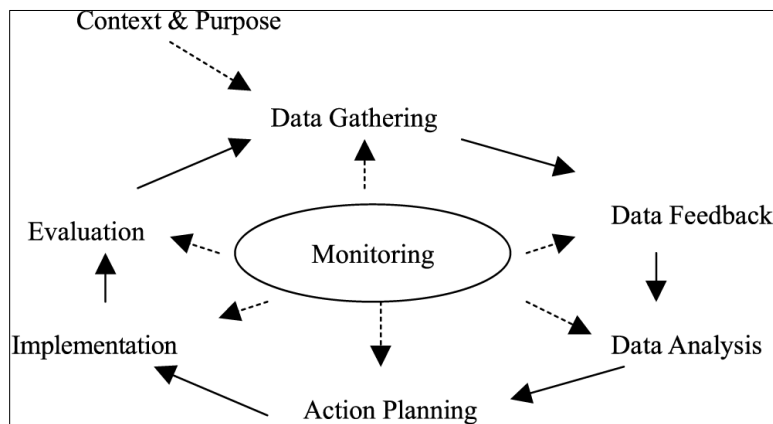 Context & Purpose
Data Gathering
Data Feedback
Evaluation
Monitoring
Implementation
Data Analysis
Action Planning